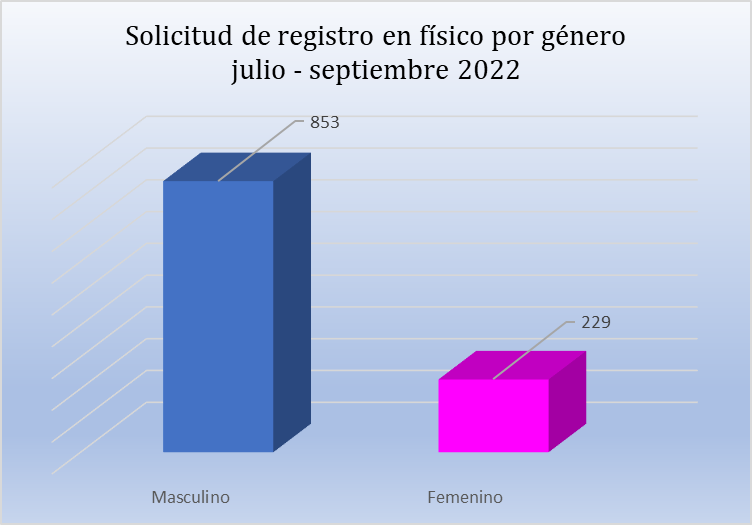 Solicitud de registro en físico por género
julio - septiembre 2022
853
229
Masculino
Femenino